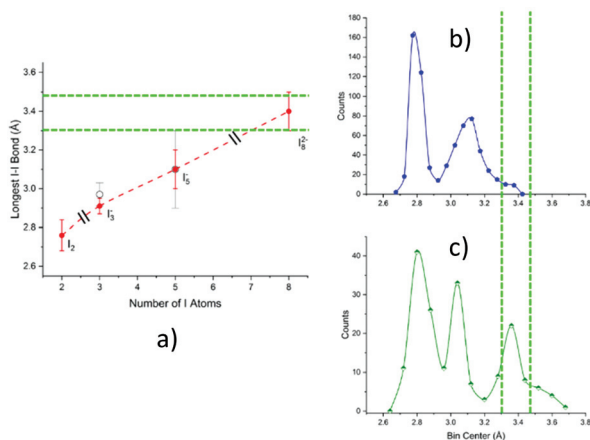 3.6
3.4
3.2
3.0
2.8
2.6
Longest I-I Bond (Å)
I₂
I₃⁻
I₅⁻
I₈²⁻
2 3 4 5 6 7 8
Number of I Atoms
a)
b)
180
160
140
120
100
80
60
40
20
0
Counts
2.6 2.8 3.0 3.2 3.4 3.6 3.8
c)
50
40
30
20
10
0
Counts
2.6 2.8 3.0 3.2 3.4 3.6 3.8
Bin Center (Å)